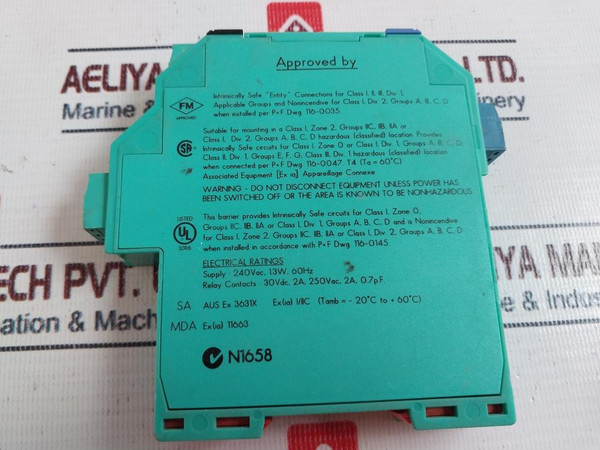 AELIYA LTD.
Marine & inery
Approved by
FM
APPROVED
Intrinsically Safe "Entity" Connections for Class I, II, III, Div. 1
Applicable Groups and Nonincendive for Class I, Div. 2 Groups A, B, C, D
when installed per P+F Dwg 116-0035.
Suitable for mounting in a Class I, Zone 2, Groups IIC, IIB, IIA or
Class I, Div. 2, Groups A, B, C, D hazardous (classified) location. Provides
Intrinsically Safe circuits for Class I, Zone 0 or Class I, Div. 1, Groups A, B, C, D;
Class II, Div. 1, Groups E, F, G; Class III, Div. 1 hazardous (classified) location
when connected per P+F Dwg 116-0047. T4 (Ta = 60°C)
Associated Equipment [Ex ia] Appareillage Connexe
WARNING - DO NOT DISCONNECT EQUIPMENT UNLESS POWER HAS
BEEN SWITCHED OFF OR THE AREA IS KNOWN TO BE NONHAZARDOUS.
LISTED
UL
This barrier provides Intrinsically Safe circuits for Class I, Zone 0,
Groups IIC, IIB, IIA or Class I, Div. 1, Groups A, B, C, D and is Nonincendive
for Class I, Zone 2, Groups IIC, IIB, IIA or Class I, Div. 2, Groups A, B, C, D
when installed in accordance with P+F Dwg 116-0145
ELECTRICAL RATINGS
Supply 240Vac, 13W, 60Hz
Relay Contacts 30Vdc. 2A, 250Vac. 2A, 0.7pF.
SA AUS Ex 3631X Ex(ia) I/IIC (Tamb = - 20°C to + 60°C)
MDA Ex(ia) 11663
N1658
TECH PVT.
YA MAR
ation & Mach
e & Indus